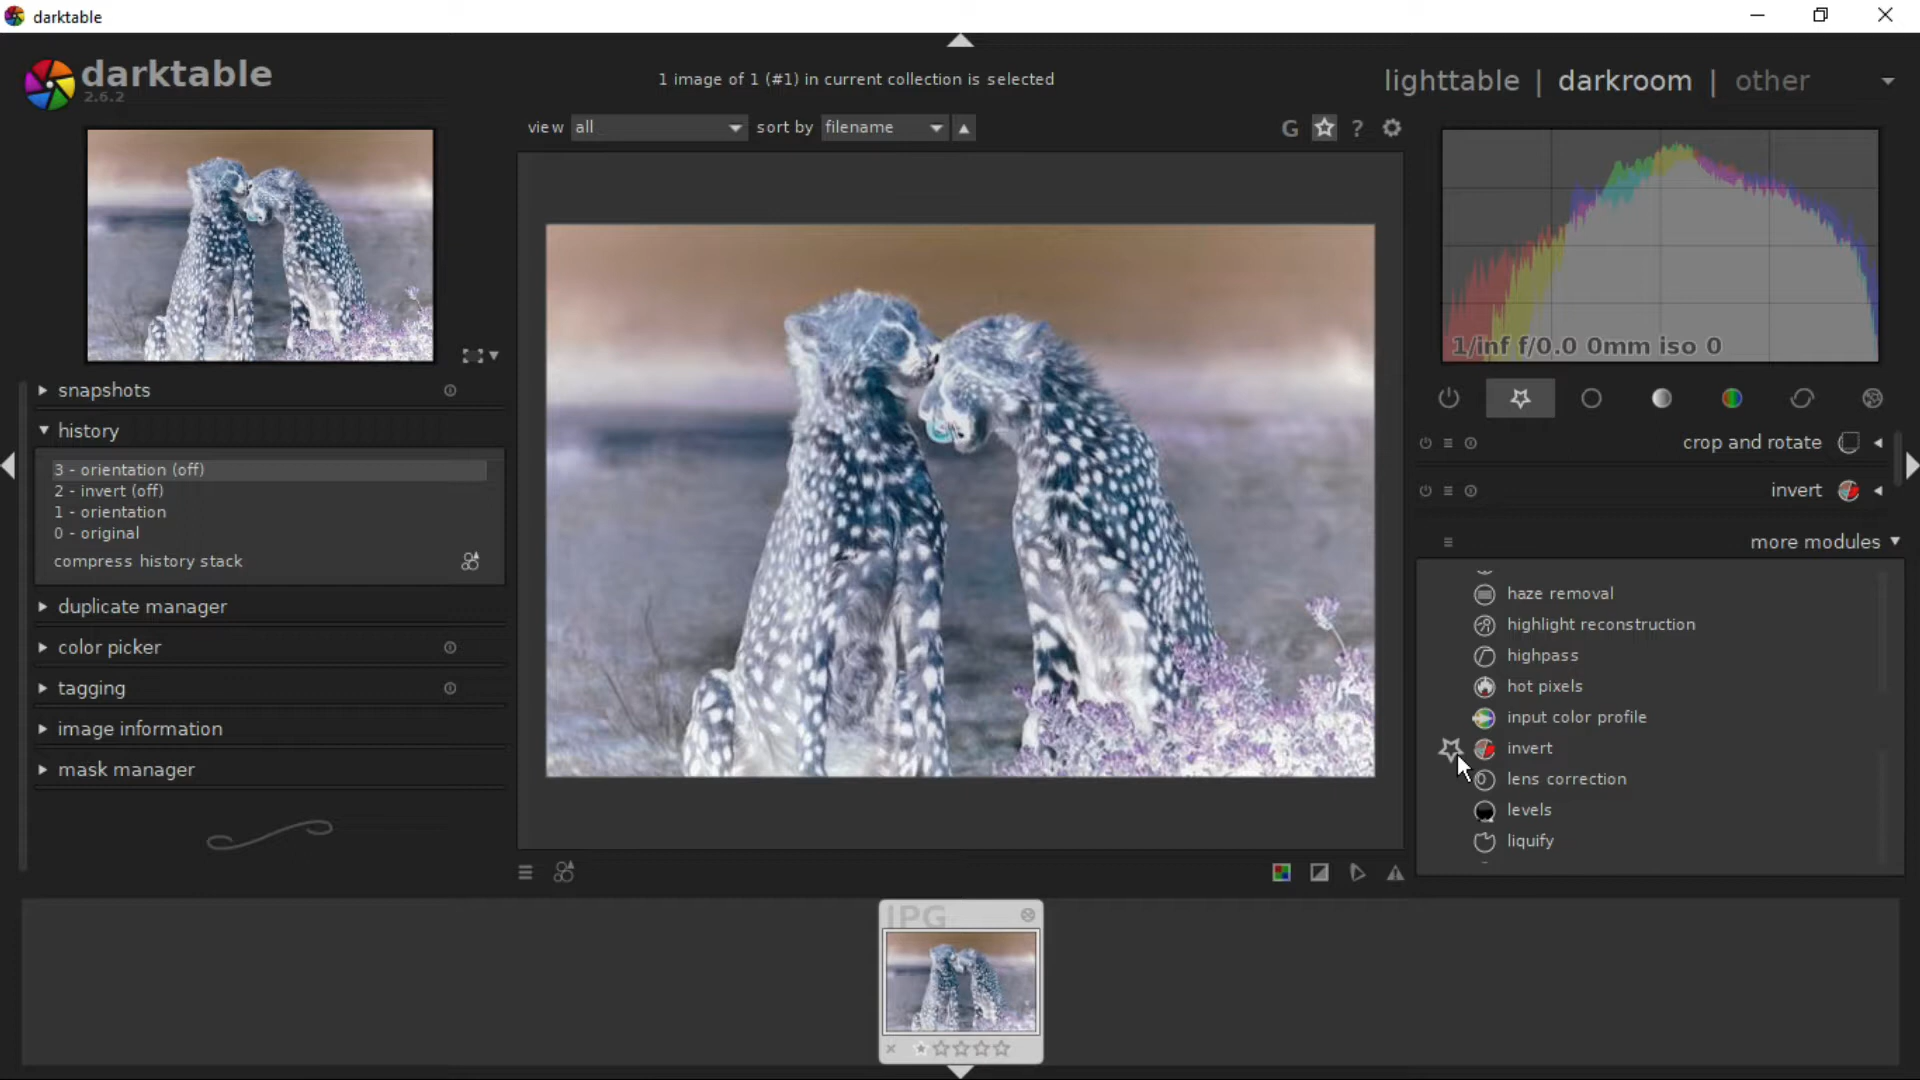 darktable
darktable
2.6.2
1 image of 1 (#1) in current collection is selected
lighttable | darkroom | other
view all sort by filename
G ?
1/inf f/0.0 0mm iso 0
snapshots
history
3 - orientation (off)
2 - invert (off)
1 - orientation
0 - original
compress history stack
duplicate manager
color picker
tagging
image information
mask manager
crop and rotate
invert
more modules
haze removal
highlight reconstruction
highpass
hot pixels
input color profile
invert
lens correction
levels
liquify
JPG